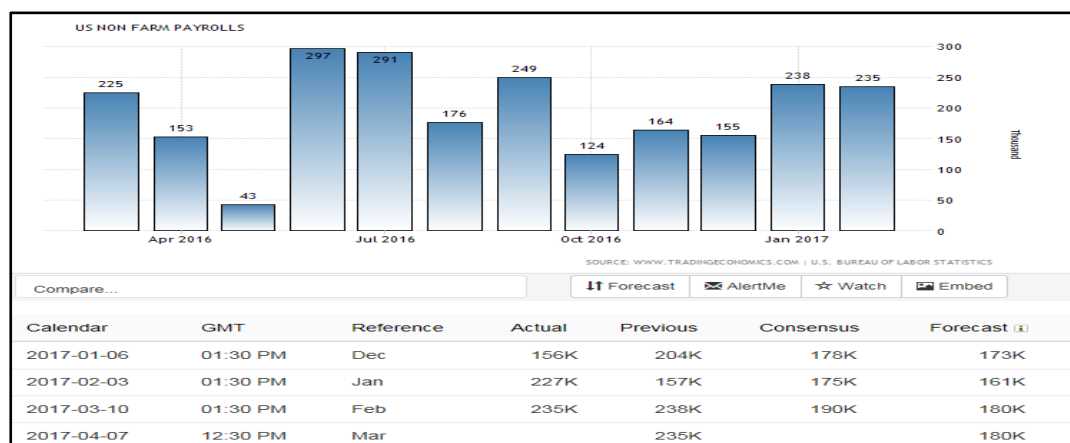 US NON FARM PAYROLLS
300
297
291
249
250
238
235
225
200
176
164
153
155
150
124
100
43
50
0
Thousand
Apr 2016 Jul 2016 Oct 2016 Jan 2017
SOURCE: WWW.TRADINGECONOMICS.COM | U.S. BUREAU OF LABOR STATISTICS
Compare... Forecast AlertMe Watch Embed
Calendar GMT Reference Actual Previous Consensus Forecast
2017-01-06 01:30 PM Dec 156K 204K 178K 173K
2017-02-03 01:30 PM Jan 227K 157K 175K 161K
2017-03-10 01:30 PM Feb 235K 238K 190K 180K
2017-04-07 12:30 PM Mar 235K 180K